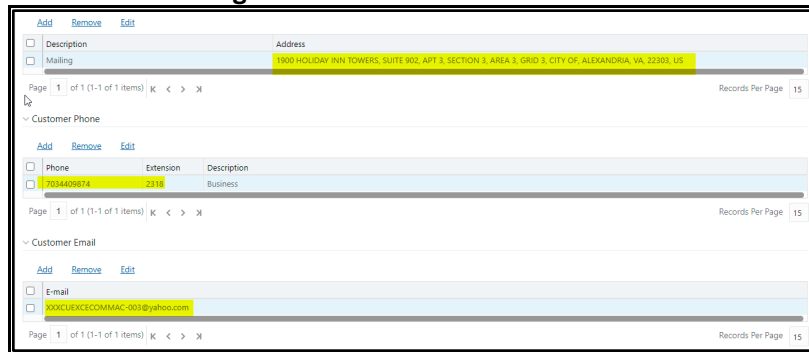 Add Remove Edit
Description Address
Mailing 1900 HOLIDAY INN TOWERS, SUITE 902, APT 3, SECTION 3, AREA 3, GRID 3, CITY OF, ALEXANDRIA, VA, 22303, US
Page 1 of 1 (1-1 of 1 items) Records Per Page 15
Customer Phone
Add Remove Edit
Phone Extension Description
7034409874 2318 Business
Page 1 of 1 (1-1 of 1 items) Records Per Page 15
Customer Email
Add Remove Edit
E-mail
XXXCUEXCECOMMAC-003@yahoo.com
Page 1 of 1 (1-1 of 1 items) Records Per Page 15